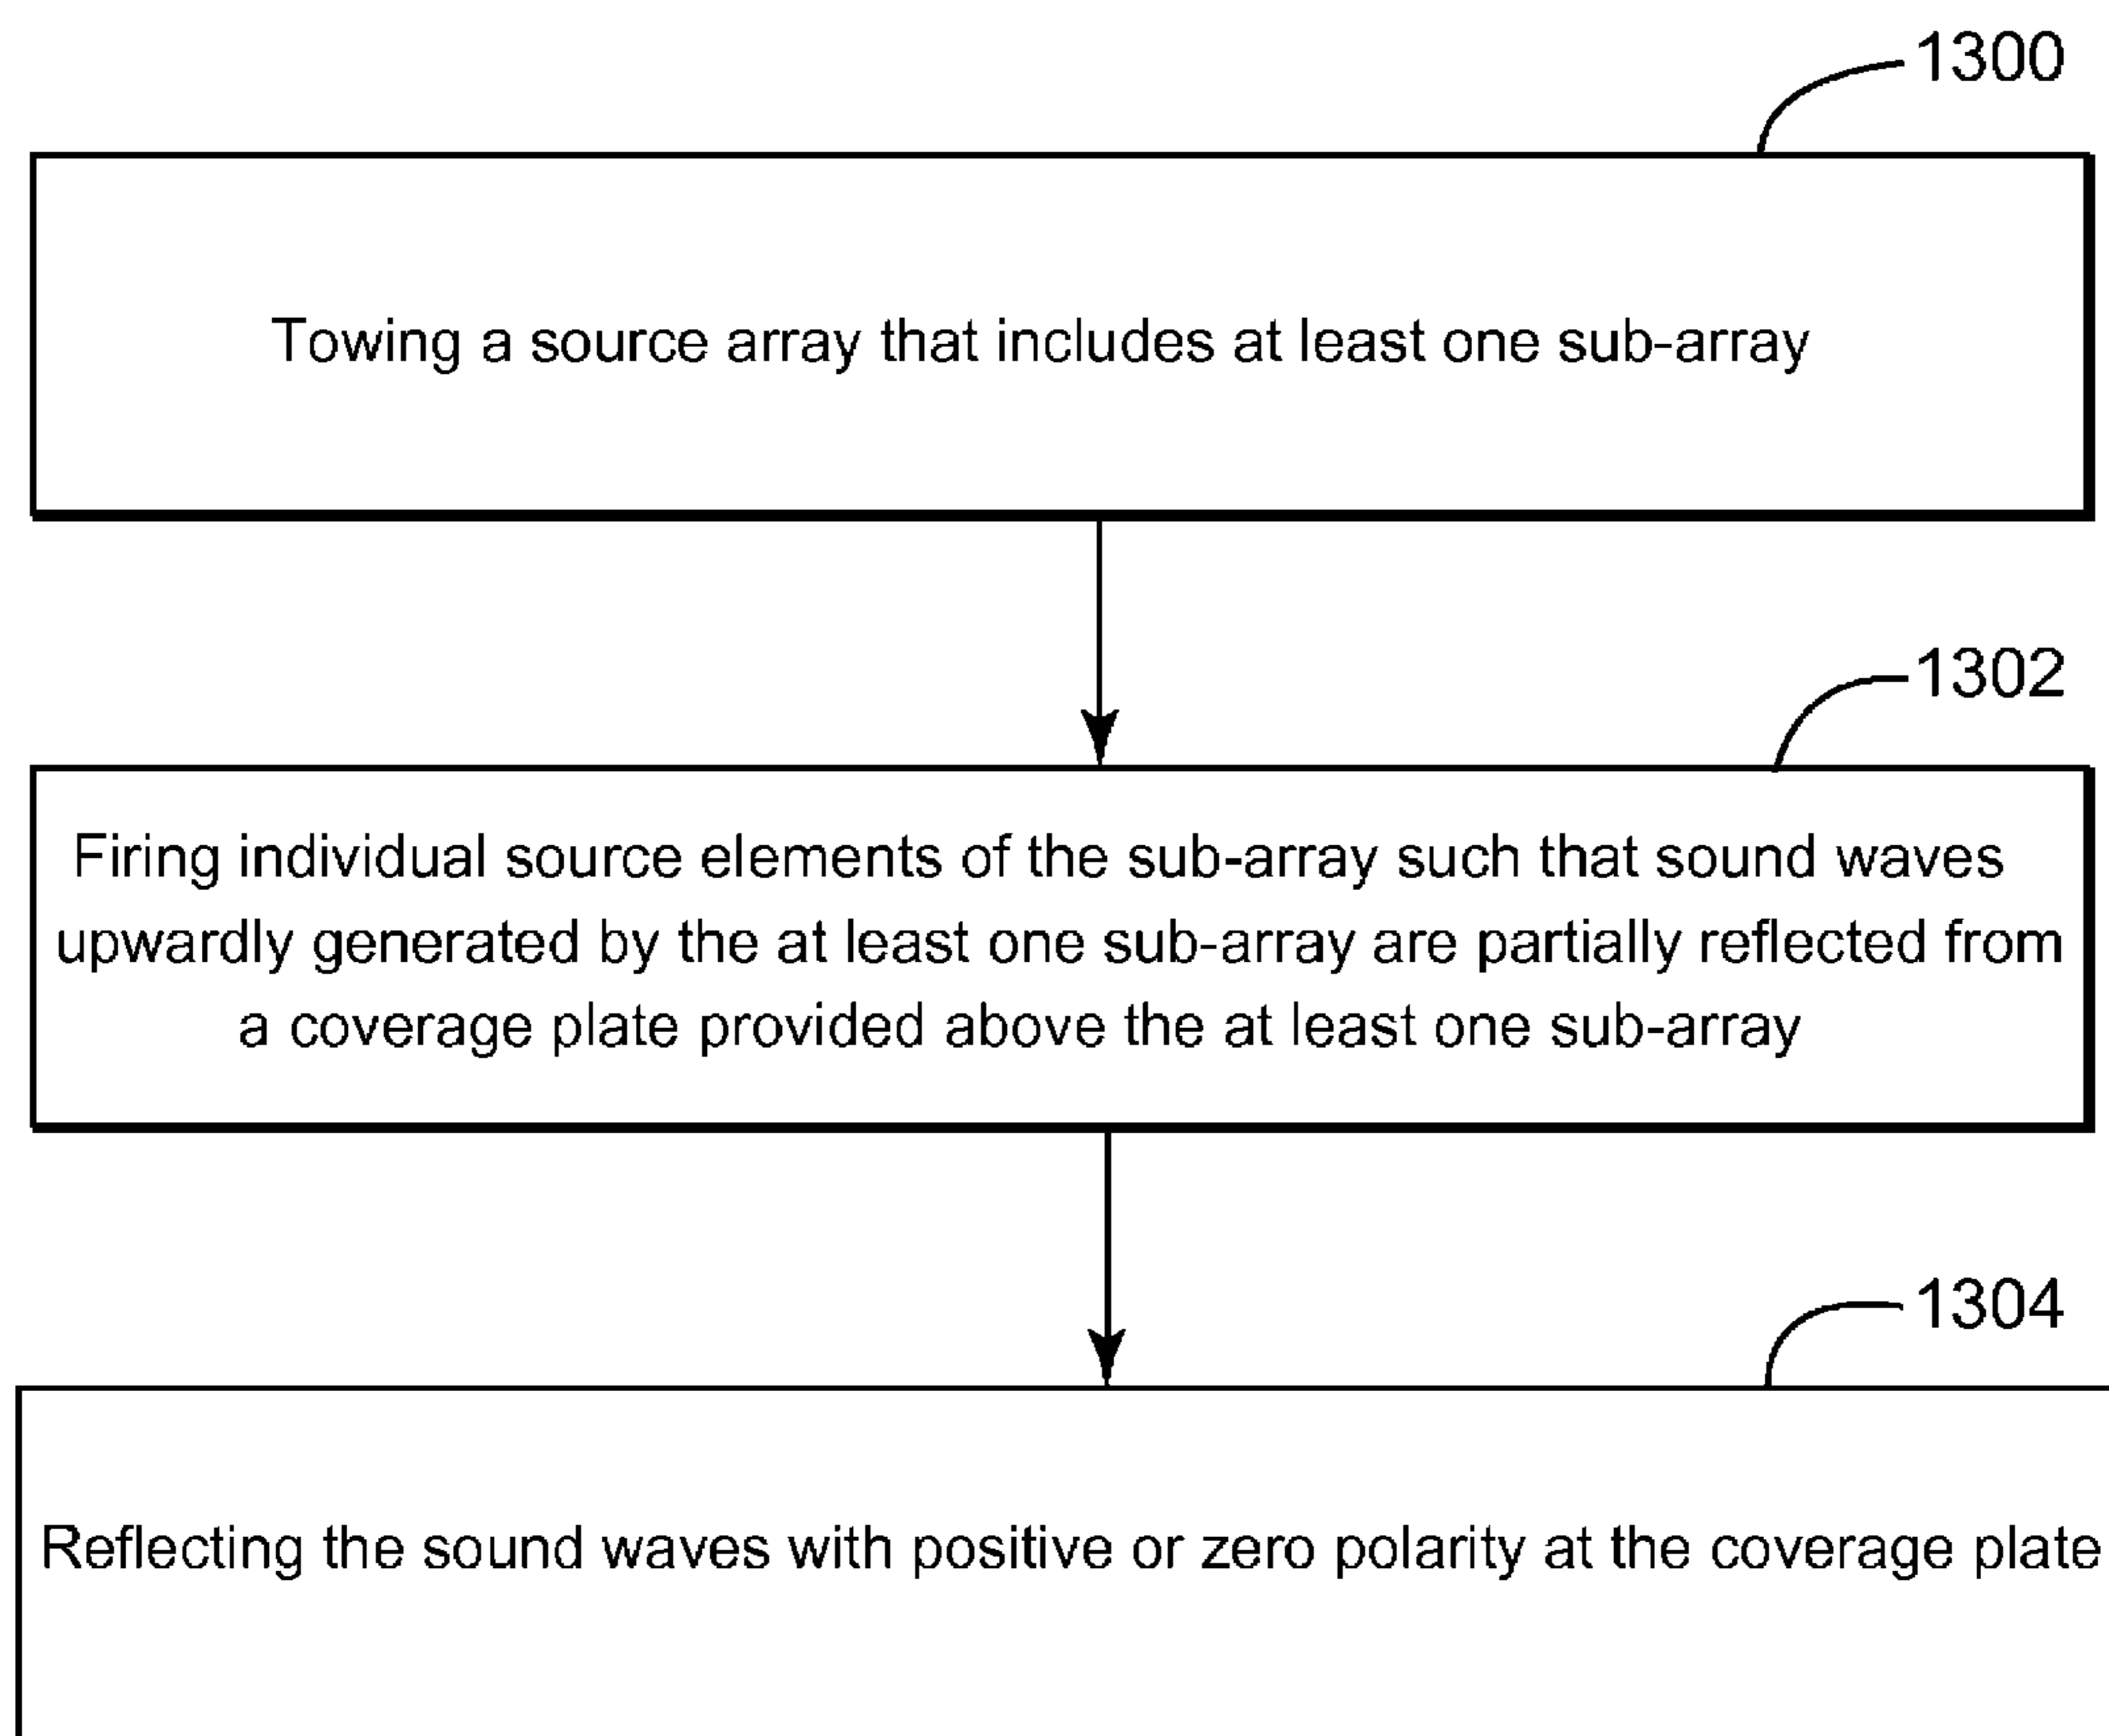 1300
Towing a source array that includes at least one sub-array
1302
Firing individual source elements of the sub-array such that sound waves
upwardly generated by the at least one sub-array are partially reflected from
a coverage plate provided above the at least one sub-array
1304
Reflecting the sound waves with positive or zero polarity at the coverage plate